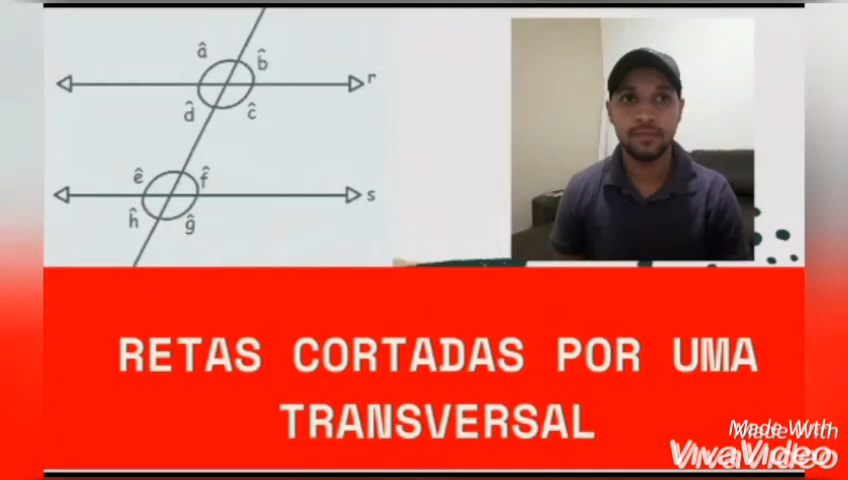 â
b̂
r
d̂
ĉ
ê
f̂
s
ĥ
ĝ
RETAS CORTADAS POR UMA
TRANSVERSAL
Made With
VivaVideo